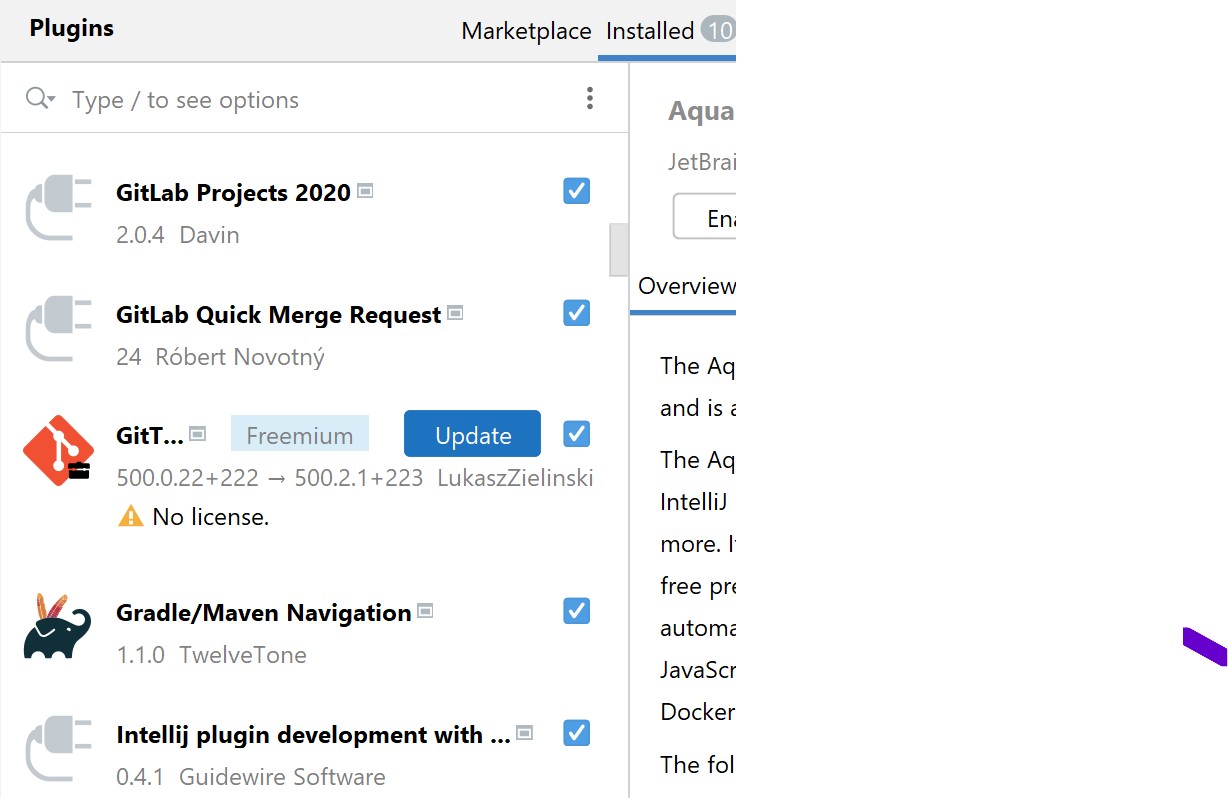 Plugins
Marketplace Installed 10
Type / to see options
GitLab Projects 2020
2.0.4 Davin
GitLab Quick Merge Request
24 Róbert Novotný
GitT... Freemium Update
500.0.22+222 → 500.2.1+223 LukaszZielinski
No license.
Gradle/Maven Navigation
1.1.0 TwelveTone
Intellij plugin development with ...
0.4.1 Guidewire Software
Aqua
JetBrai
Ena
Overview
The Aq
and is a
The Aq
IntelliJ
more. I
free pre
automa
JavaScr
Docker
The fol